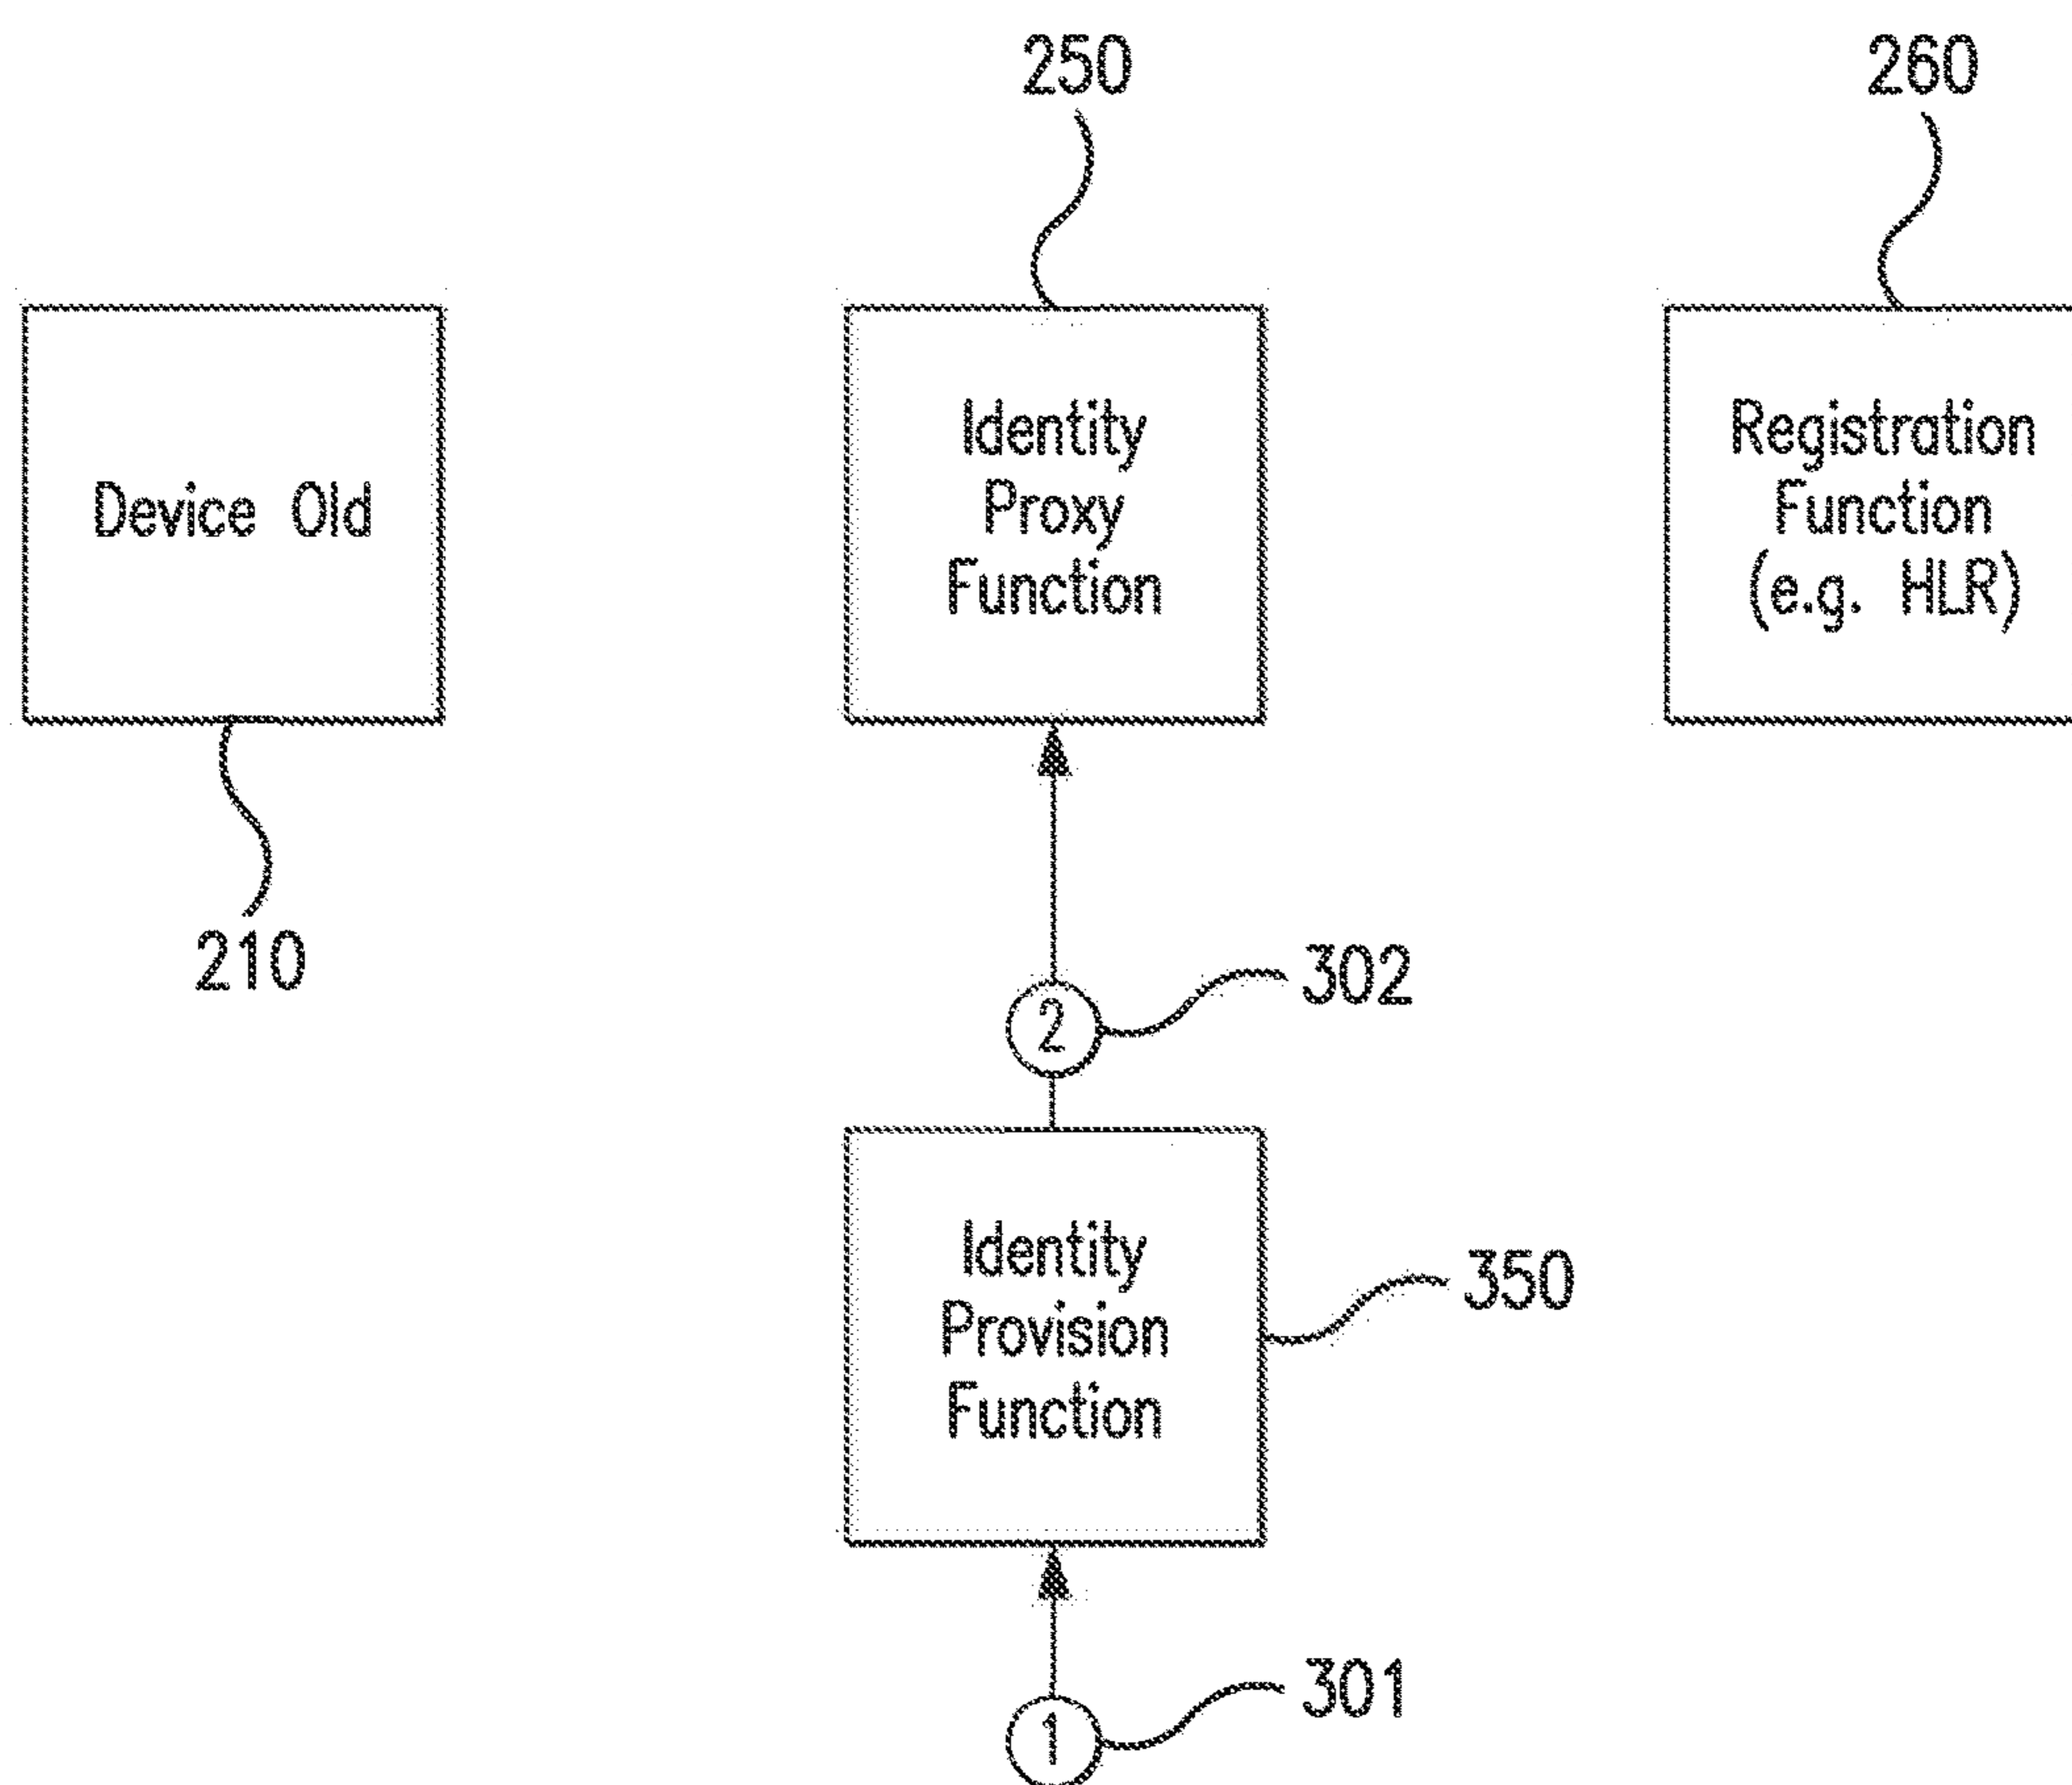 250
260
Device Old
Identity
Proxy
Function
Registration
Function
(e.g. HLR)
210
2
302
Identity
Provision
Function
350
1
301